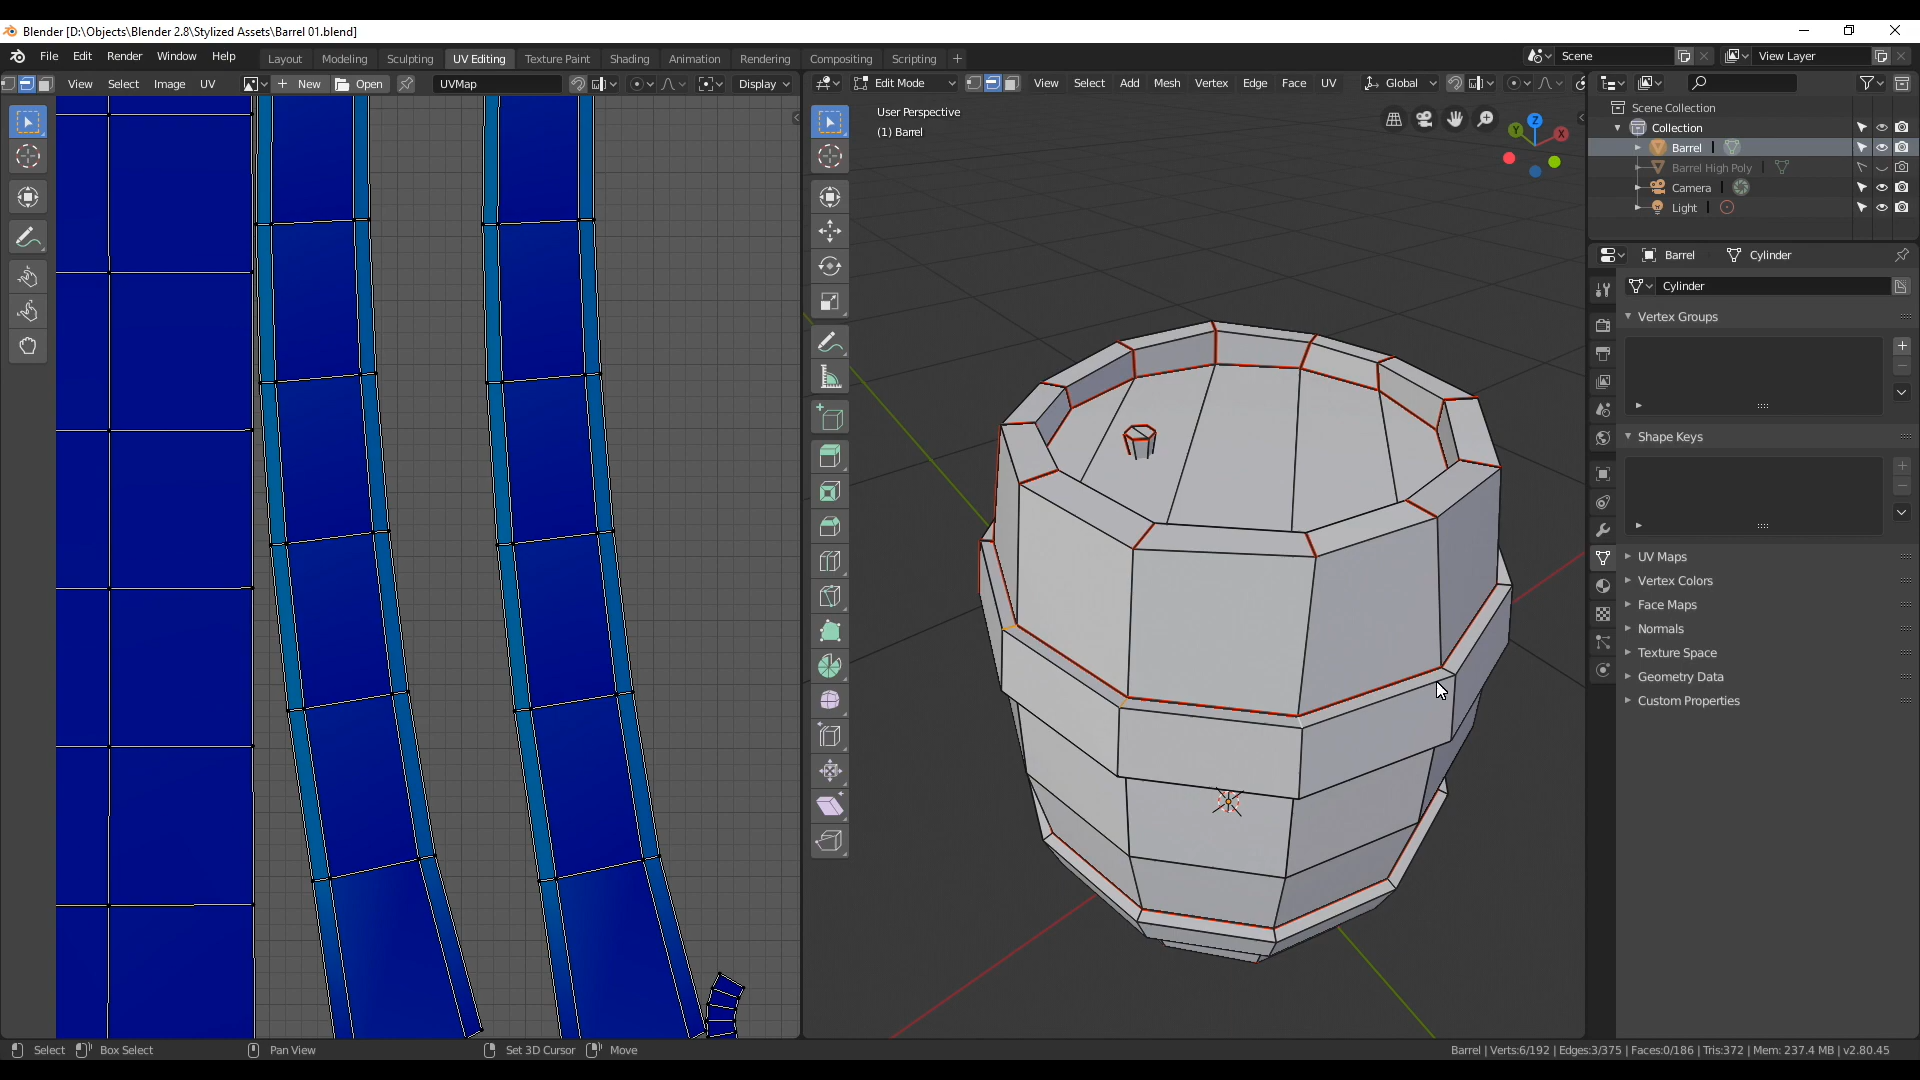 Blender [D:\Objects\Blender 2.8\Stylized Assets\Barrel 01.blend]
File Edit Render Window Help Layout Modeling Sculpting UV Editing Texture Paint Shading Animation Rendering Compositing Scripting + Scene View Layer
View Select Image UV + New Open UVMap Display Edit Mode View Select Add Mesh Vertex Edge Face UV Global
User Perspective
(1) Barrel
Z
Y
X
Scene Collection
Collection
Barrel
Barrel High Poly
Camera
Light
Barrel Cylinder
Cylinder
Vertex Groups
Shape Keys
UV Maps
Vertex Colors
Face Maps
Normals
Texture Space
Geometry Data
Custom Properties
Select Box Select Pan View Set 3D Cursor Move Barrel | Verts:6/192 | Edges:3/375 | Faces:0/186 | Tris:372 | Mem: 237.4 MB | v2.80.45